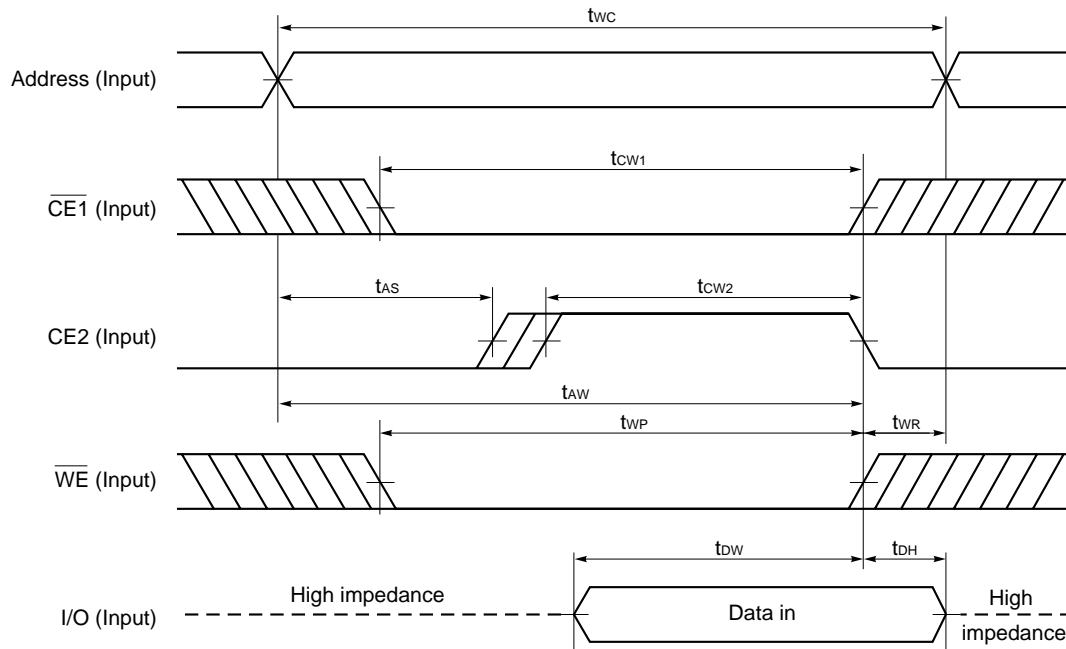 tWC
Address (Input)
tCW1
CE1 (Input)
tAS
tCW2
CE2 (Input)
tAW
tWP
tWR
WE (Input)
tDW
tDH
High impedance
Data in
High
impedance
I/O (Input)